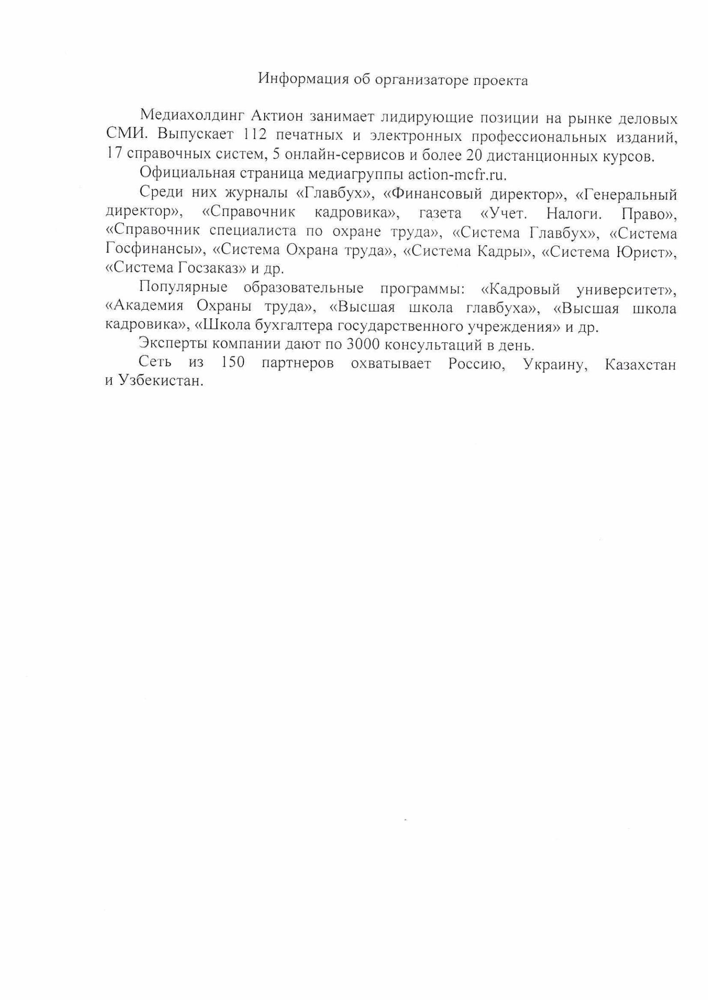 Информация об организаторе проекта
Медиахолдинг Актион занимает лидирующие позиции на рынке деловых
СМИ. Выпускает 112 печатных и электронных профессиональных изданий,
17 справочных систем, 5 онлайн-сервисов и более 20 дистанционных курсов.
Официальная страница медиагруппы action-mcfr.ru.
Среди них журналы «Главбух», «Финансовый директор», «Генеральный
директор», «Справочник кадровика», газета «Учет. Налоги. Право»,
«Справочник специалиста по охране труда», «Система Главбух», «Система
Госфинансы», «Система Охрана труда», «Система Кадры», «Система Юрист»,
«Система Госзаказ» и др.
Популярные образовательные программы: «Кадровый университет»,
«Академия Охраны труда», «Высшая школа главбуха», «Высшая школа
кадровика», «Школа бухгалтера государственного учреждения» и др.
Эксперты компании дают по 3000 консультаций в день.
Сеть из 150 партнеров охватывает Россию, Украину, Казахстан
и Узбекистан.